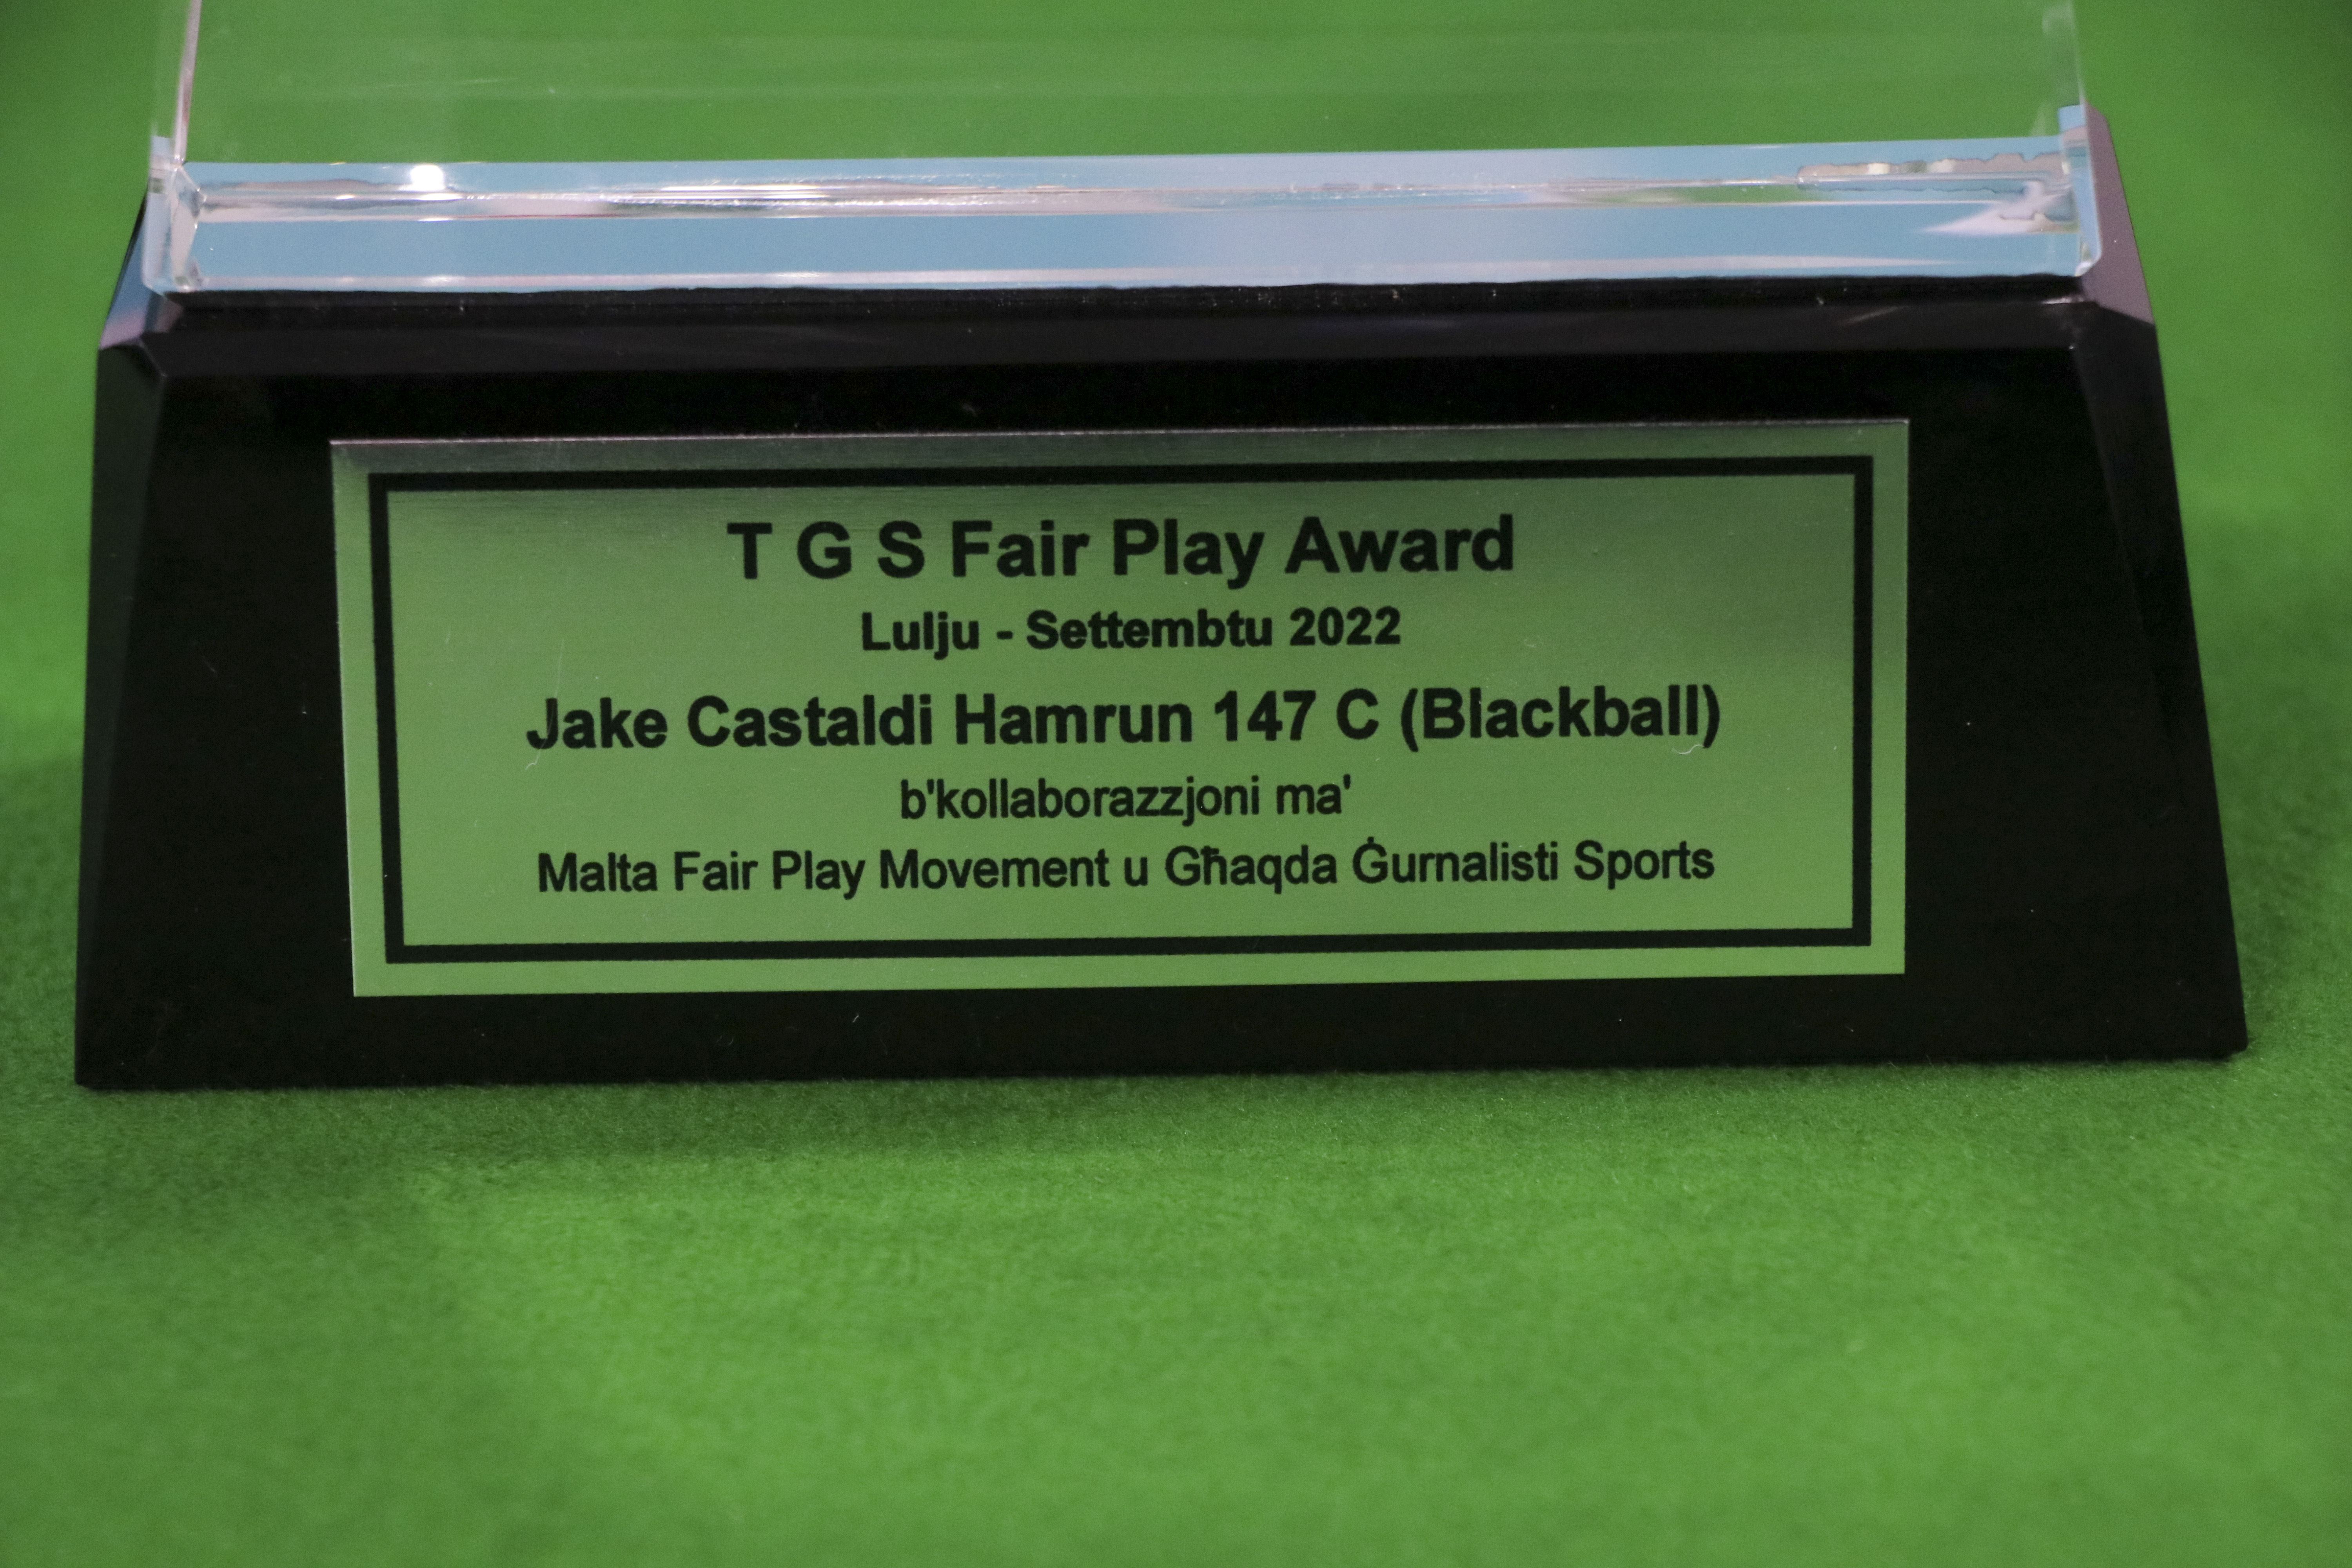 T G S Fair Play Award
Lulju - Settembtu 2022
Jake Castaldi Hamrun 147 C (Blackball)
b'kollaborazzjoni ma'
Malta Fair Play Movement u Għaqda Ġurnalisti Sports